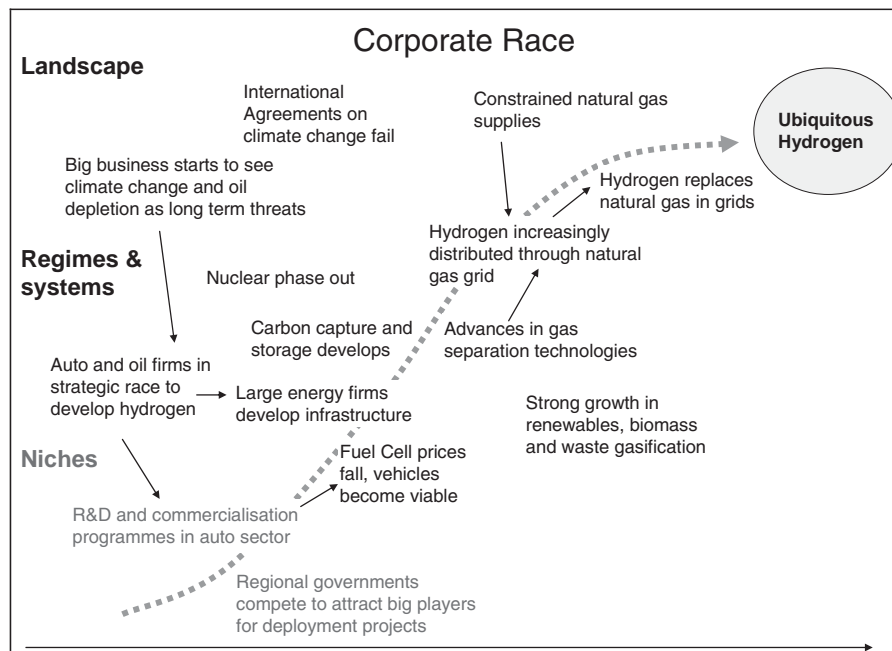 Corporate Race
Landscape
International
Agreements on
climate change fail
Constrained natural gas
supplies
Ubiquitous
Hydrogen
Big business starts to see
climate change and oil
depletion as long term threats
Hydrogen replaces
natural gas in grids
Hydrogen increasingly
distributed through natural
gas grid
Regimes &
systems
Nuclear phase out
Carbon capture and
storage develops
Advances in gas
separation technologies
Auto and oil firms in
strategic race to
develop hydrogen
Large energy firms
develop infrastructure
Strong growth in
renewables, biomass
and waste gasification
Niches
Fuel Cell prices
fall, vehicles
become viable
R&D and commercialisation
programmes in auto sector
Regional governments
compete to attract big players
for deployment projects